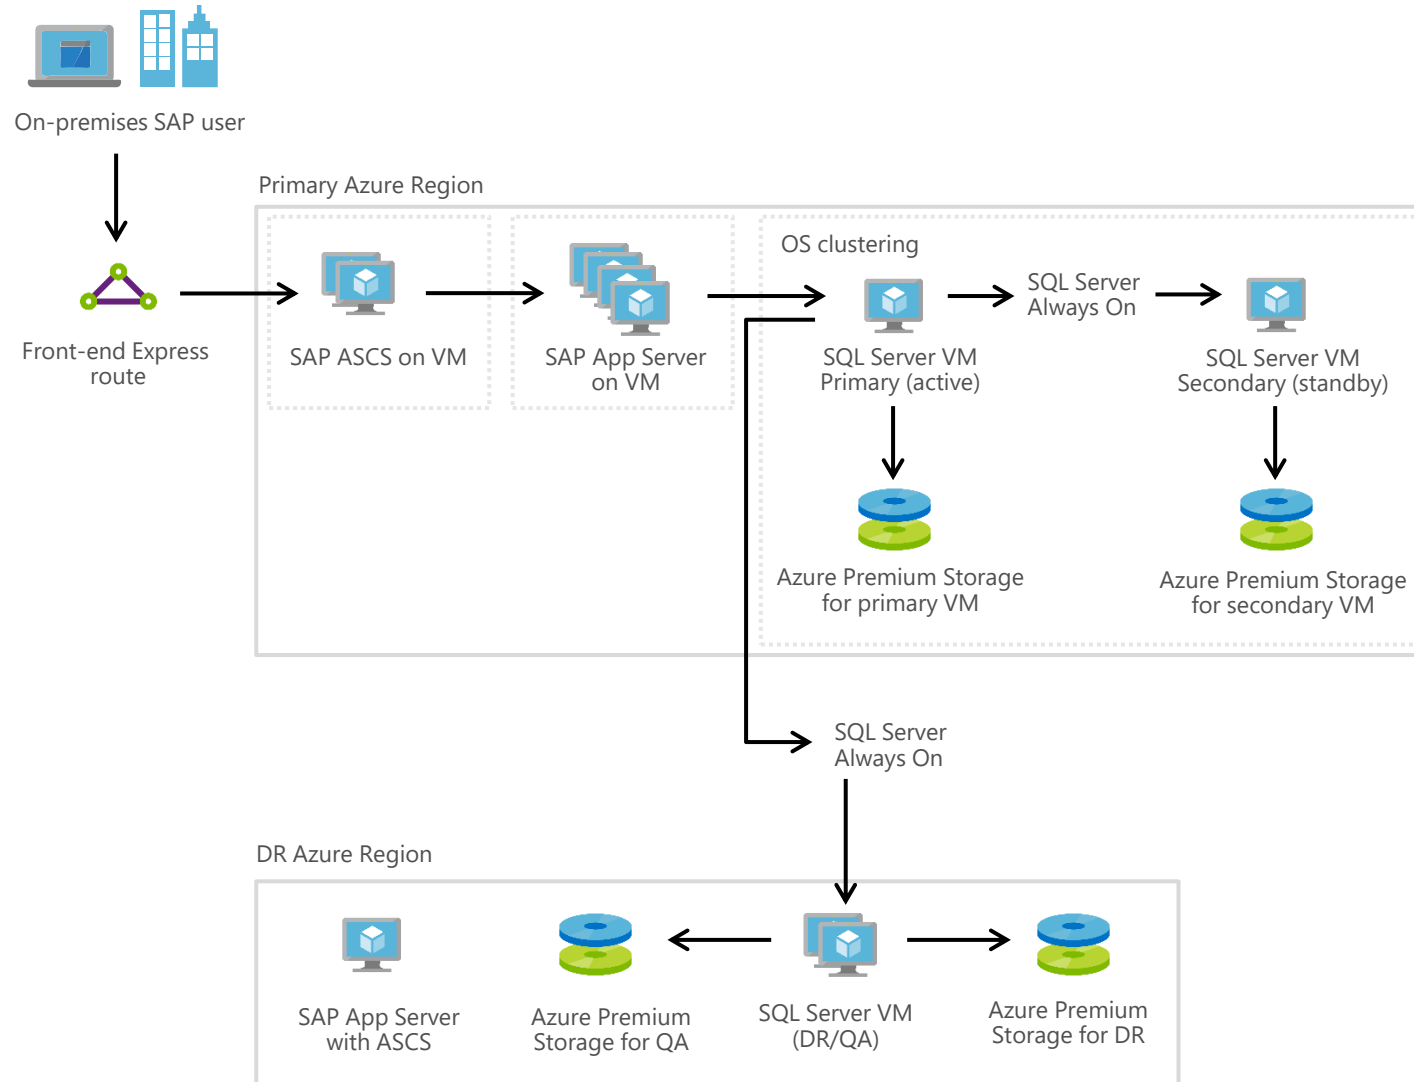 On-premises SAP user
Primary Azure Region
OS clustering
Front-end Express
route
SAP ASCS on VM
SAP App Server
on VM
SQL Server VM
Primary (active)
SQL Server
Always On
SQL Server VM
Secondary (standby)
Azure Premium Storage
for primary VM
Azure Premium Storage
for secondary VM
SQL Server
Always On
DR Azure Region
SAP App Server
with ASCS
Azure Premium
Storage for QA
SQL Server VM
(DR/QA)
Azure Premium
Storage for DR